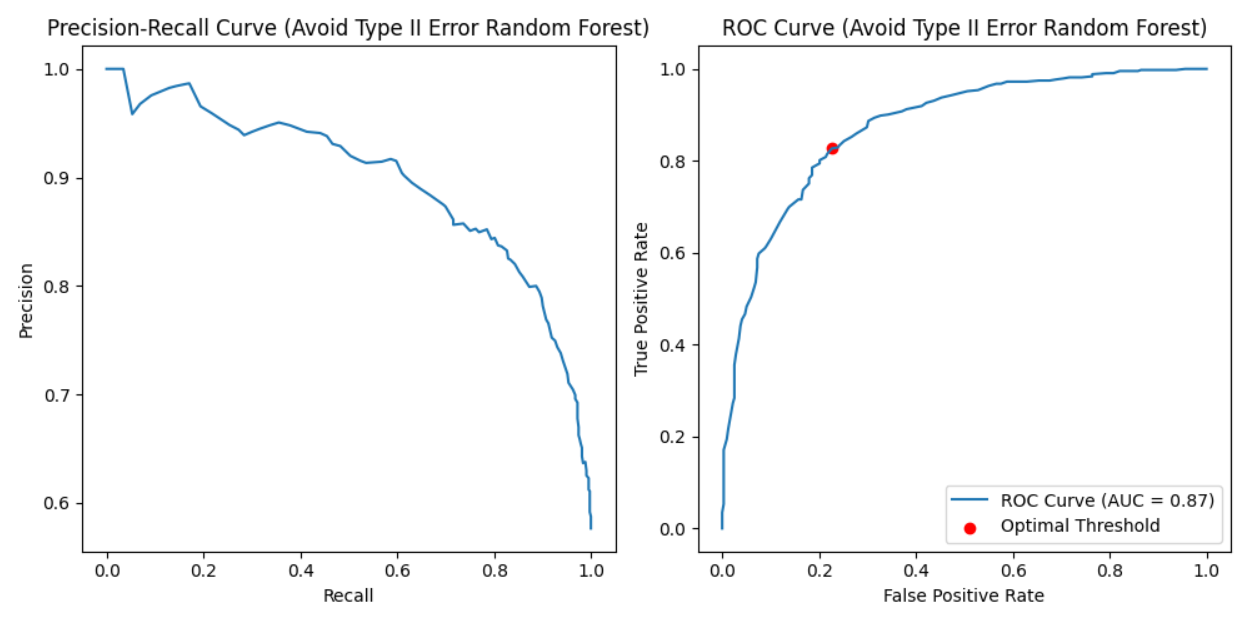 Precision-Recall Curve (Avoid Type II Error Random Forest)
1.0
0.9
0.8
0.7
0.6
Precision
0.0 0.2 0.4 0.6 0.8 1.0
Recall
ROC Curve (Avoid Type II Error Random Forest)
1.0
0.8
0.6
0.4
0.2
0.0
True Positive Rate
ROC Curve (AUC = 0.87)
Optimal Threshold
0.0 0.2 0.4 0.6 0.8 1.0
False Positive Rate